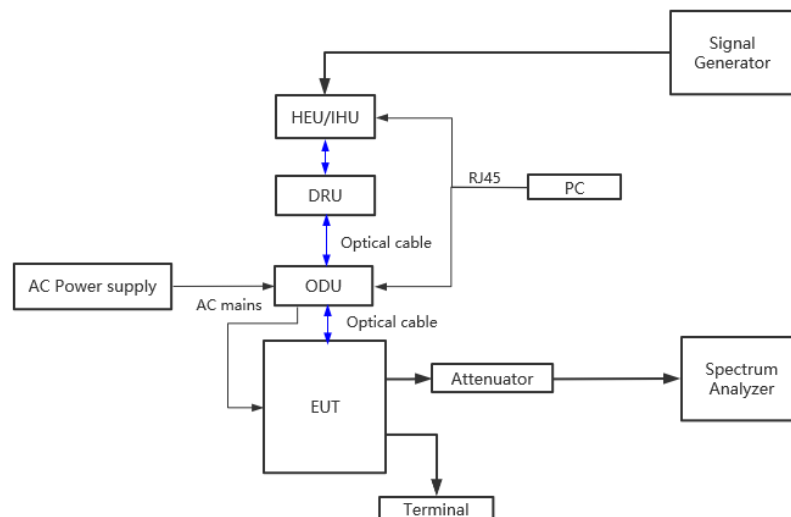 Signal
Generator
HEU/IHU
RJ45
PC
DRU
Optical cable
AC Power supply
AC mains
ODU
Optical cable
EUT
Attenuator
Spectrum
Analyzer
Terminal